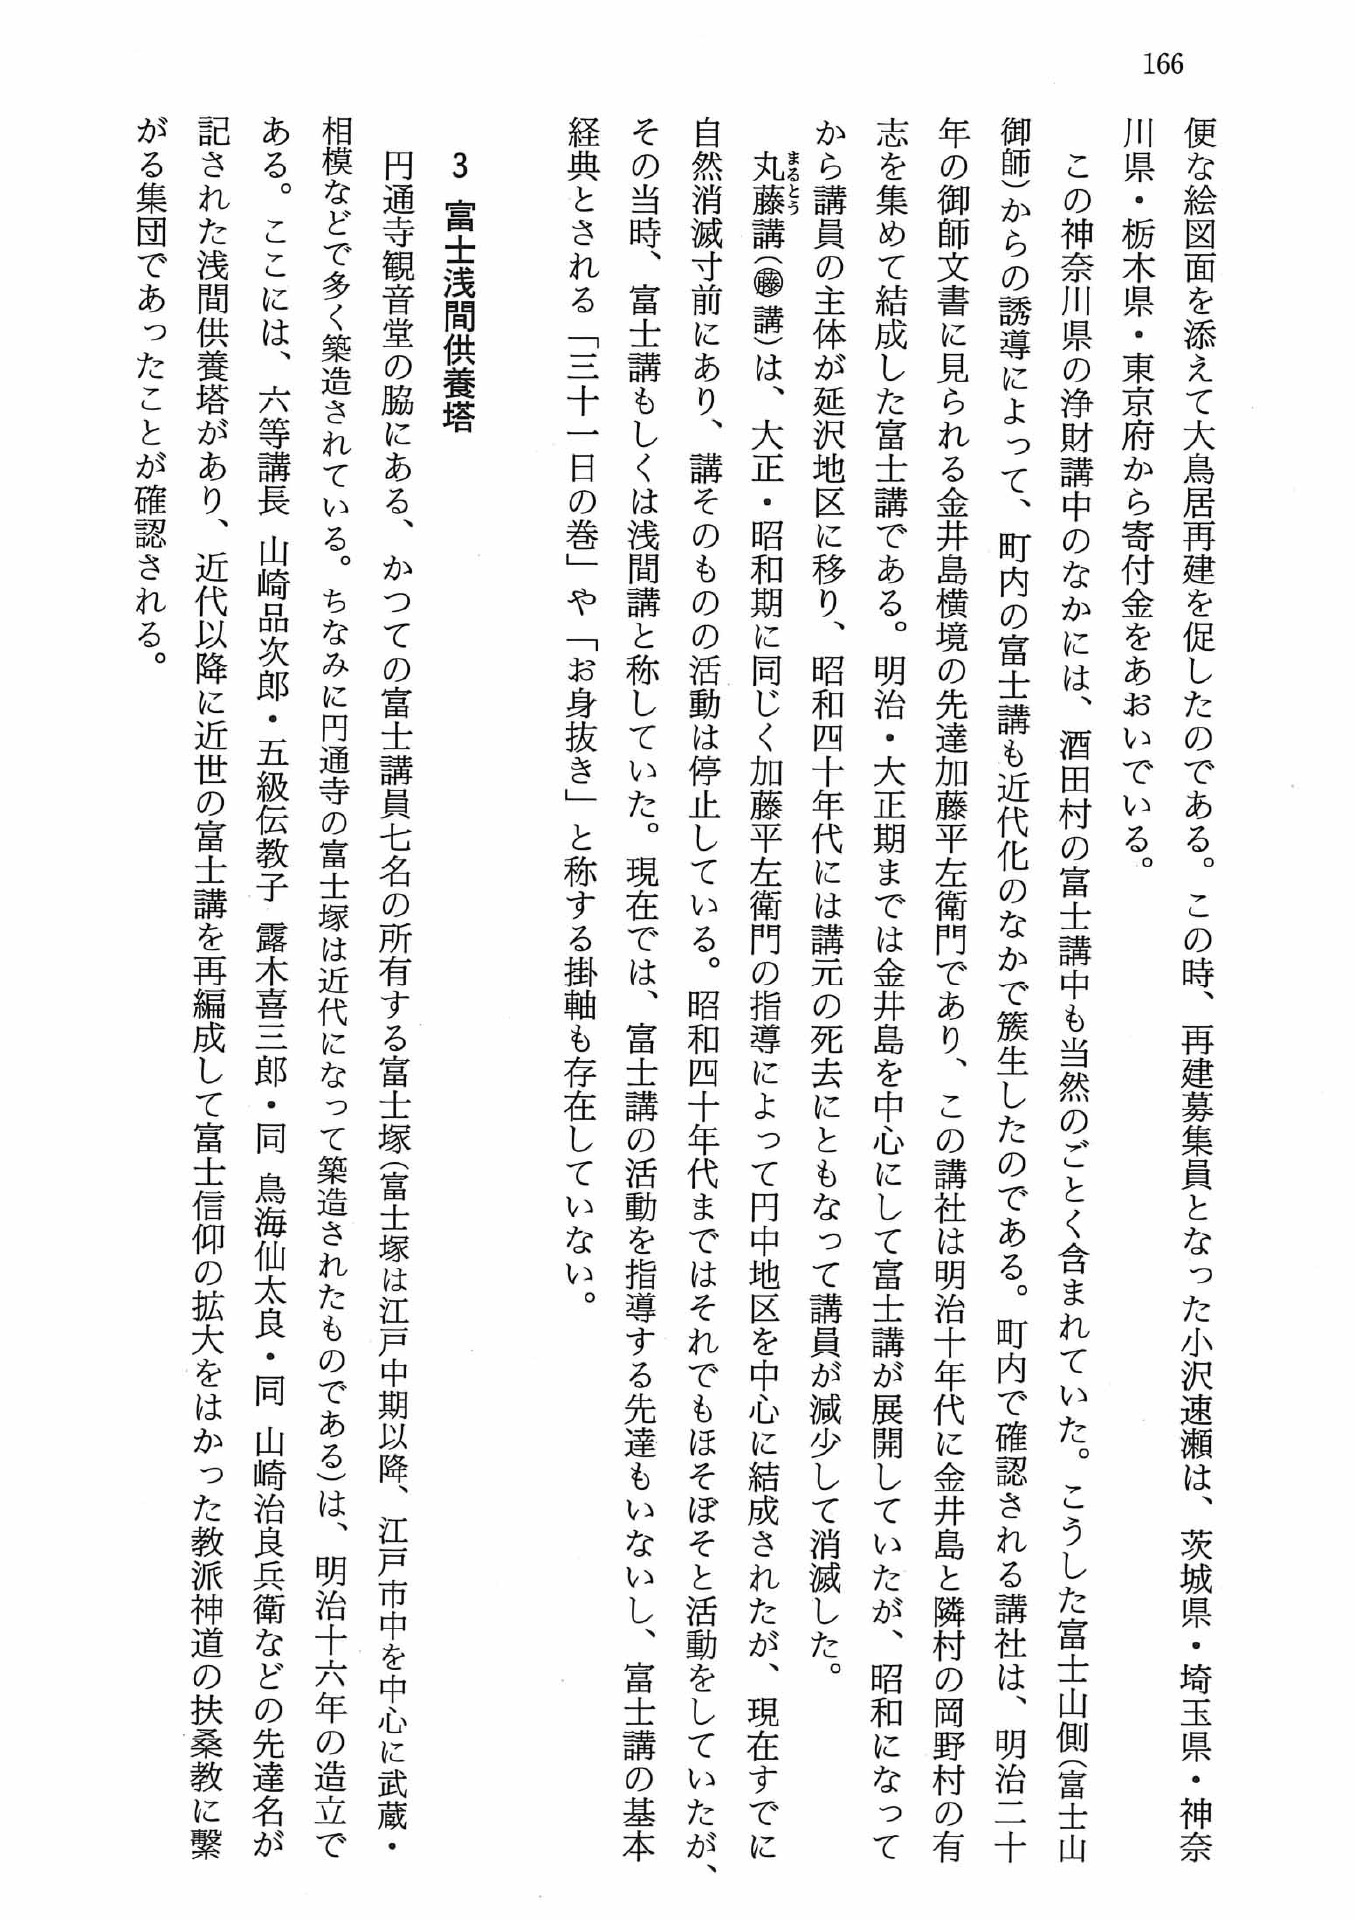 166
便な絵図面を添えて大鳥居再建を促したのである。この時、再建募集員となった小沢速瀬は、茨城県・埼玉県・神奈
川県・栃木県・東京府から寄付金をあおいでいる。
この神奈川県の浄財講中のなかには、酒田村の富士講中も当然のごとく含まれていた。こうした富士山側(富士山
御師)からの誘導によって、町内の富士講も近代化のなかで簇生したのである。町内で確認される講社は、明治二十
年の御師文書に見られる金井島横境の先達加藤平左衛門であり、この講社は明治十年代に金井島と隣村の岡野村の有
志を集めて結成した富士講である。明治・大正期までは金井島を中心にして富士講が展開していたが、昭和になって
から講員の主体が延沢地区に移り、昭和四十年代には講元の死去にともなって講員が減少して消滅した。
丸藤講(まるとう)(㊐講)は、大正・昭和期に同じく加藤平左衛門の指導によって円中地区を中心に結成されたが、現在すでに
自然消滅寸前にあり、講そのものの活動は停止している。昭和四十年代まではそれでもほそぼそと活動をしていたが、
その当時、富士講もしくは浅間講と称していた。現在では、富士講の活動を指導する先達もいないし、富士講の基本
経典とされる「三十一日の巻」や「お身抜き」と称する掛軸も存在していない。
3 富士浅間供養塔
円通寺観音堂の脇にある、かつての富士講員七名の所有する富士塚(富士塚は江戸中期以降、江戸市中を中心に武蔵・
相模などで多く築造されている。ちなみに円通寺の富士塚は近代になって築造されたものである)は、明治十六年の造立で
ある。ここには、六等講長 山崎品次郎・五級伝教子 露木喜三郎・同 鳥海仙太良・同 山崎治良兵衛などの先達名が
記された浅間供養塔があり、近代以降に近世の富士講を再編成して富士信仰の拡大をはかった教派神道の扶桑教に繋
がる集団であったことが確認される。